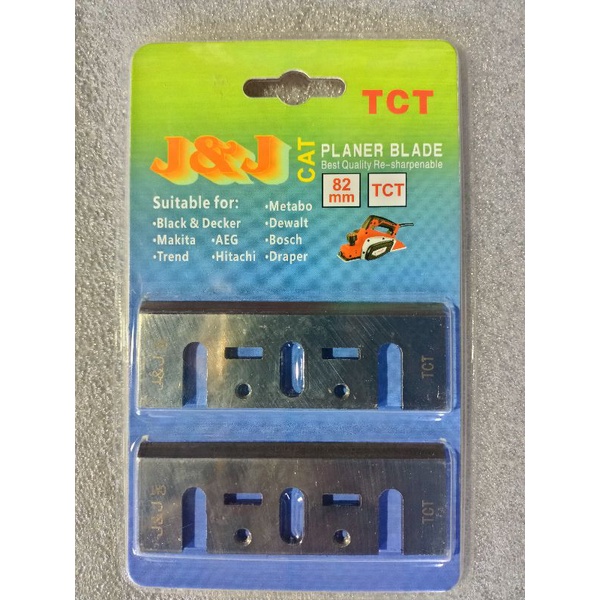 TCT
J&J CAT
PLANER BLADE
Best Quality Re-sharpenable
82 mm
TCT
Suitable for:
•Metabo
•Black & Decker •Dewalt
•Makita •AEG •Bosch
•Trend •Hitachi •Draper
J&J
TCT
J&J
TCT